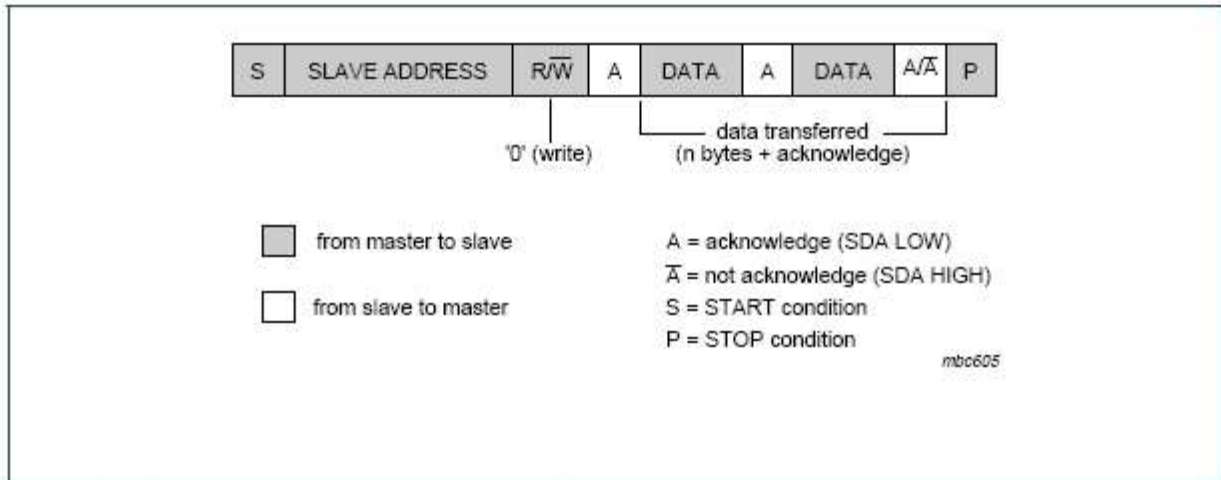 S SLAVE ADDRESS R/W̅ A DATA A DATA A/A̅ P
data transferred
'0' (write) (n bytes + acknowledge)
from master to slave
from slave to master
A = acknowledge (SDA LOW)
A̅ = not acknowledge (SDA HIGH)
S = START condition
P = STOP condition
mbc605